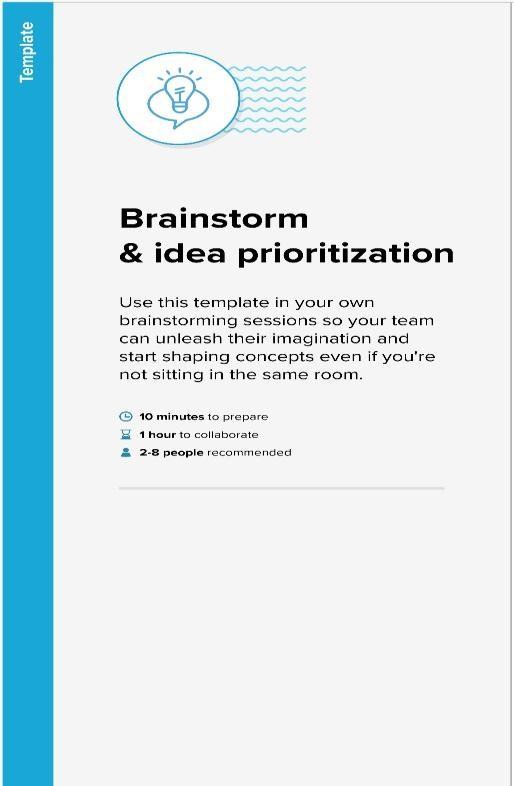 Template
Brainstorm
& idea prioritization
Use this template in your own
brainstorming sessions so your team
can unleash their imagination and
start shaping concepts even if you're
not sitting in the same room.
10 minutes to prepare
1 hour to collaborate
2-8 people recommended